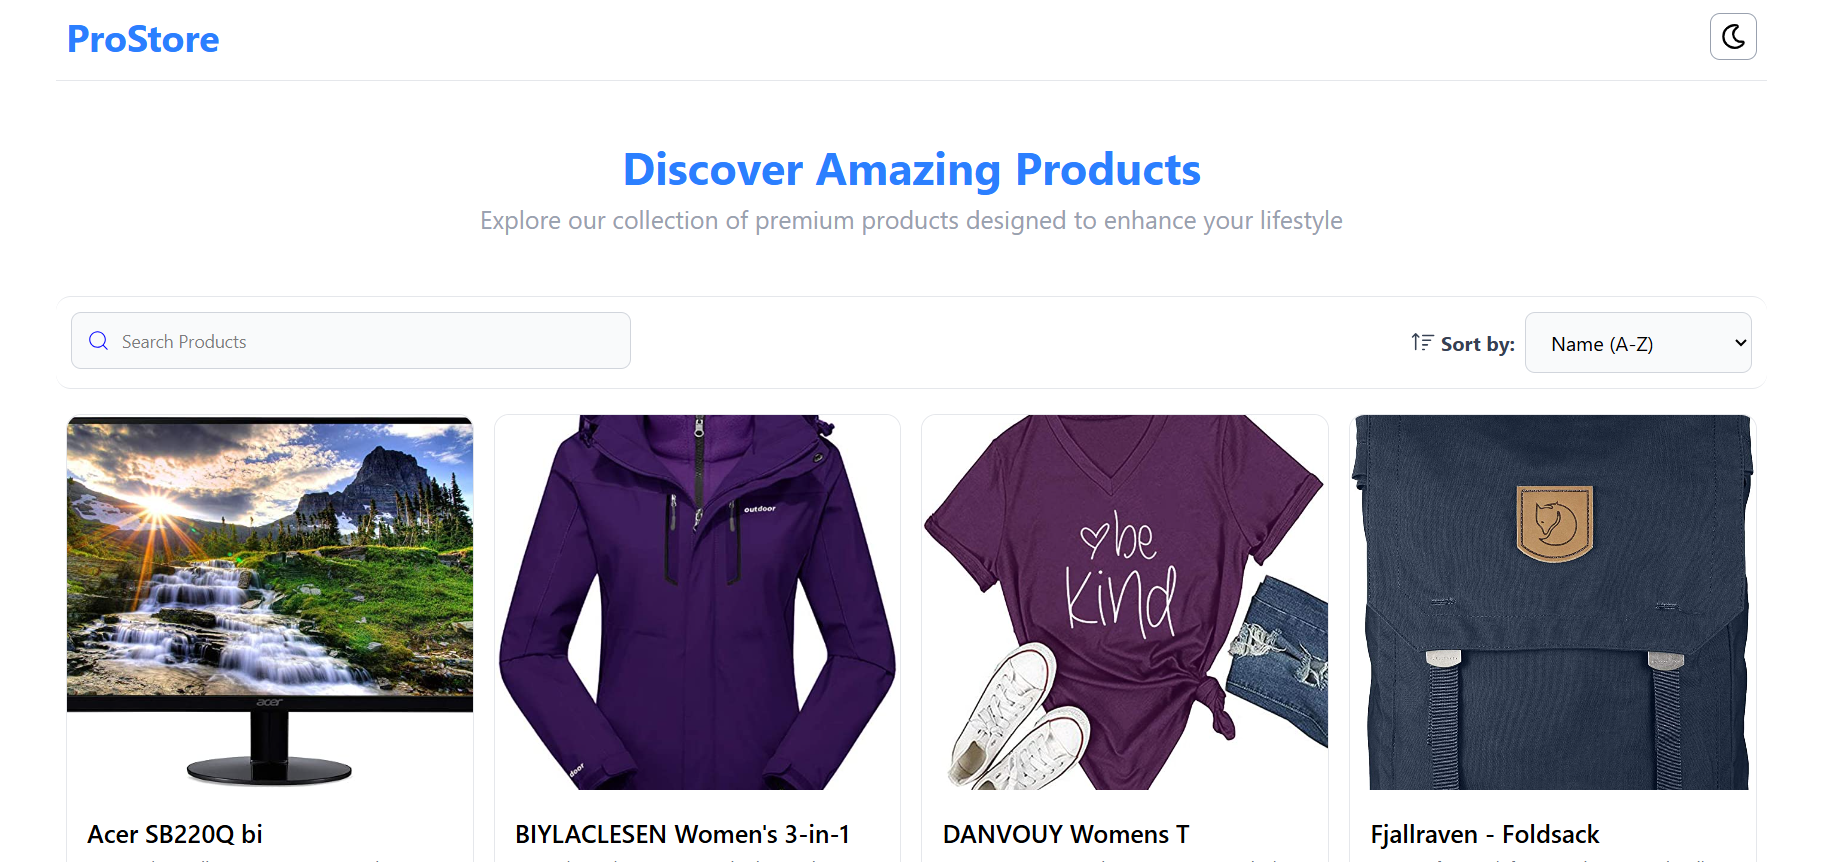 ProStore
Discover Amazing Products
Explore our collection of premium products designed to enhance your lifestyle
Search Products
Sort by:
Name (A-Z)
outdoor
be
kind
acer
Acer SB220Q bi
BIYLACLESEN Women's 3-in-1
DANVOUY Womens T
Fjallraven - Foldsack